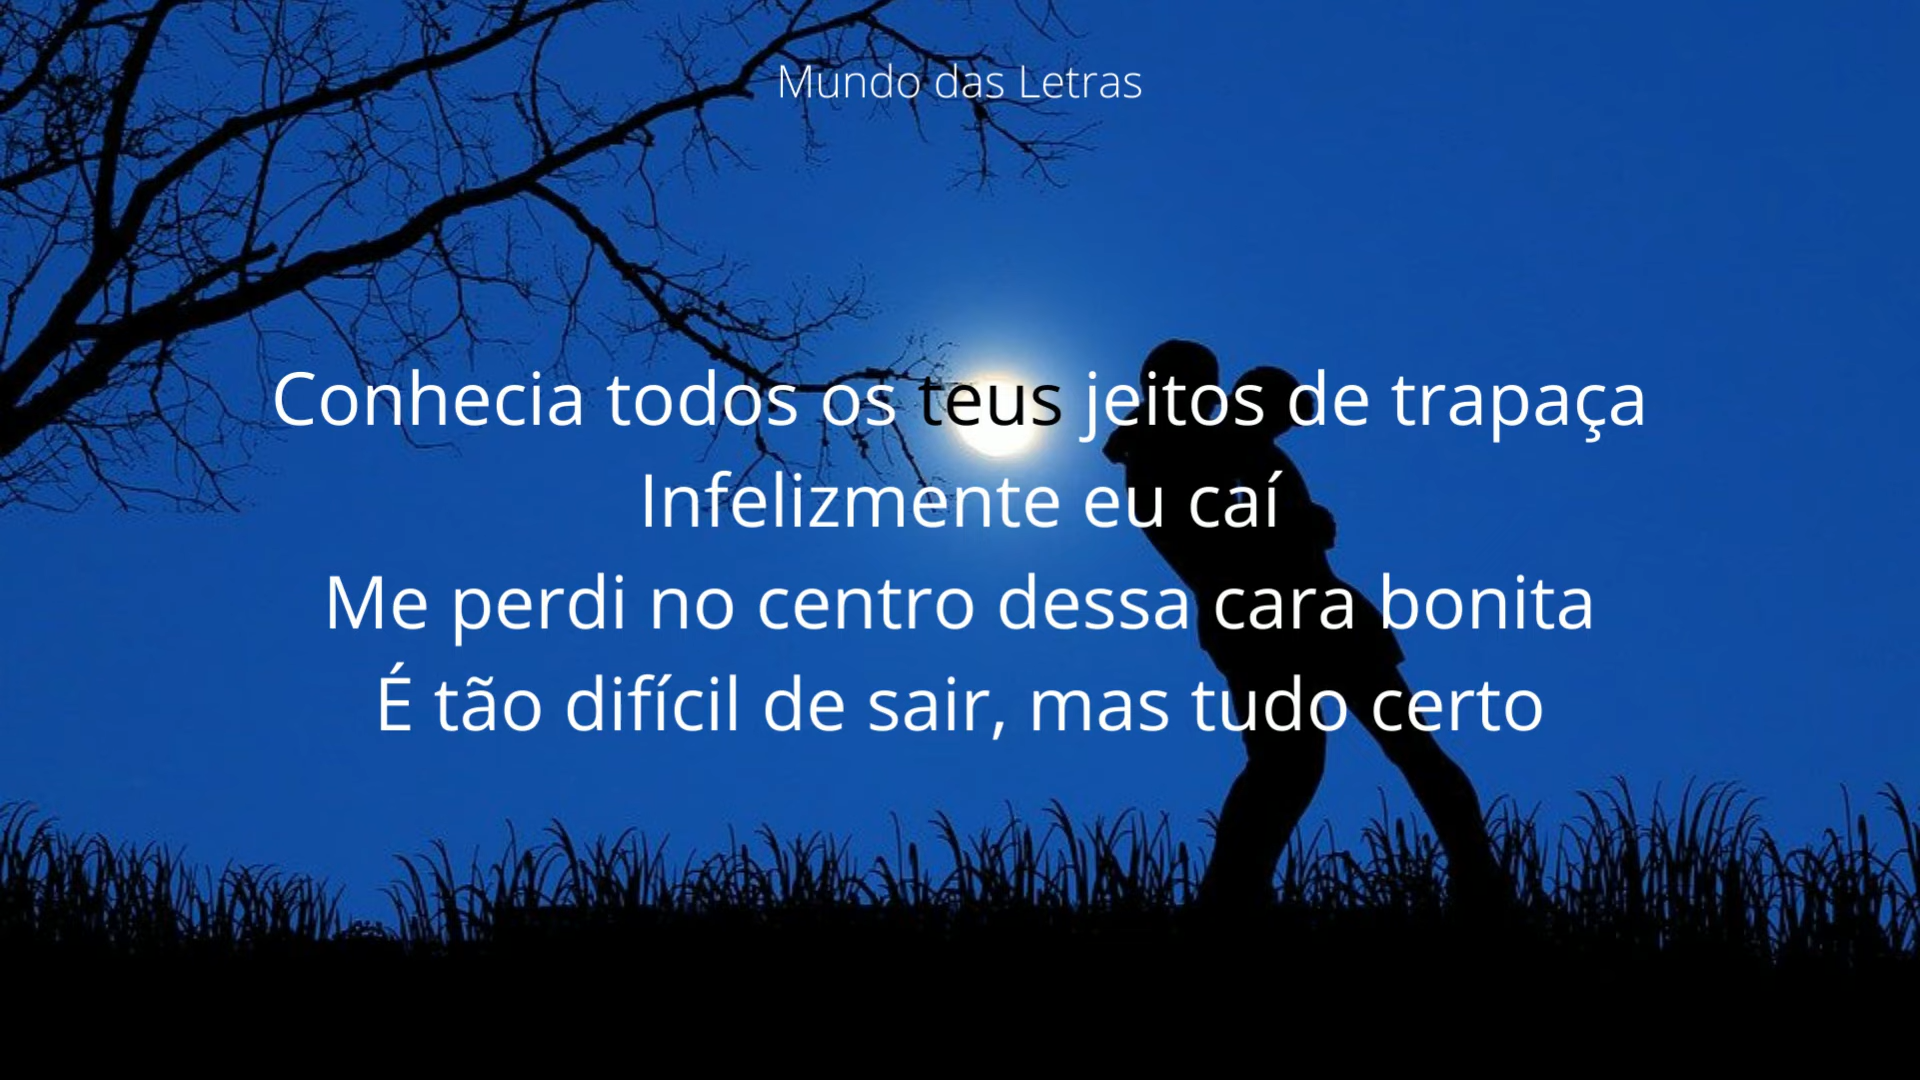 Mundo das Letras
Conhecia todos os teus jeitos de trapaça
Infelizmente eu caí
Me perdi no centro dessa cara bonita
É tão difícil de sair, mas tudo certo